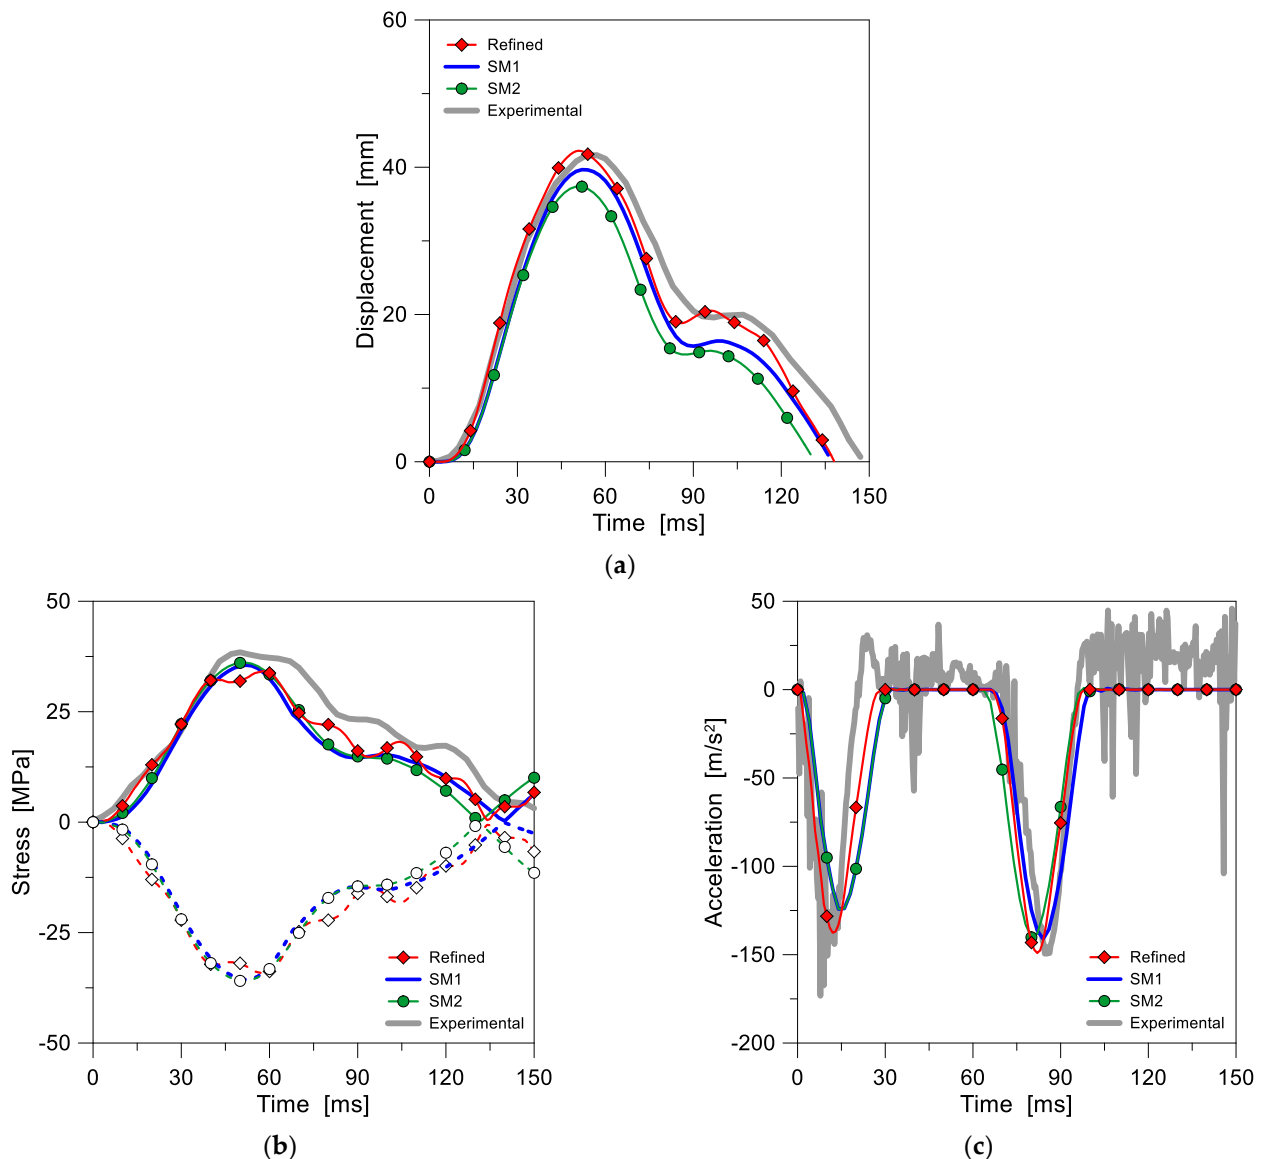 60
Refined
SM1
SM2
Experimental
Displacement [mm]
40
20
0
0 30 60 90 120 150
Time [ms]
(a)
50
25
0
-25
-50
Stress [MPa]
Refined
SM1
SM2
Experimental
0 30 60 90 120 150
Time [ms]
(b)
50
0
-50
-100
-150
-200
Acceleration [m/s²]
Refined
SM1
SM2
Experimental
0 30 60 90 120 150
Time [ms]
(c)